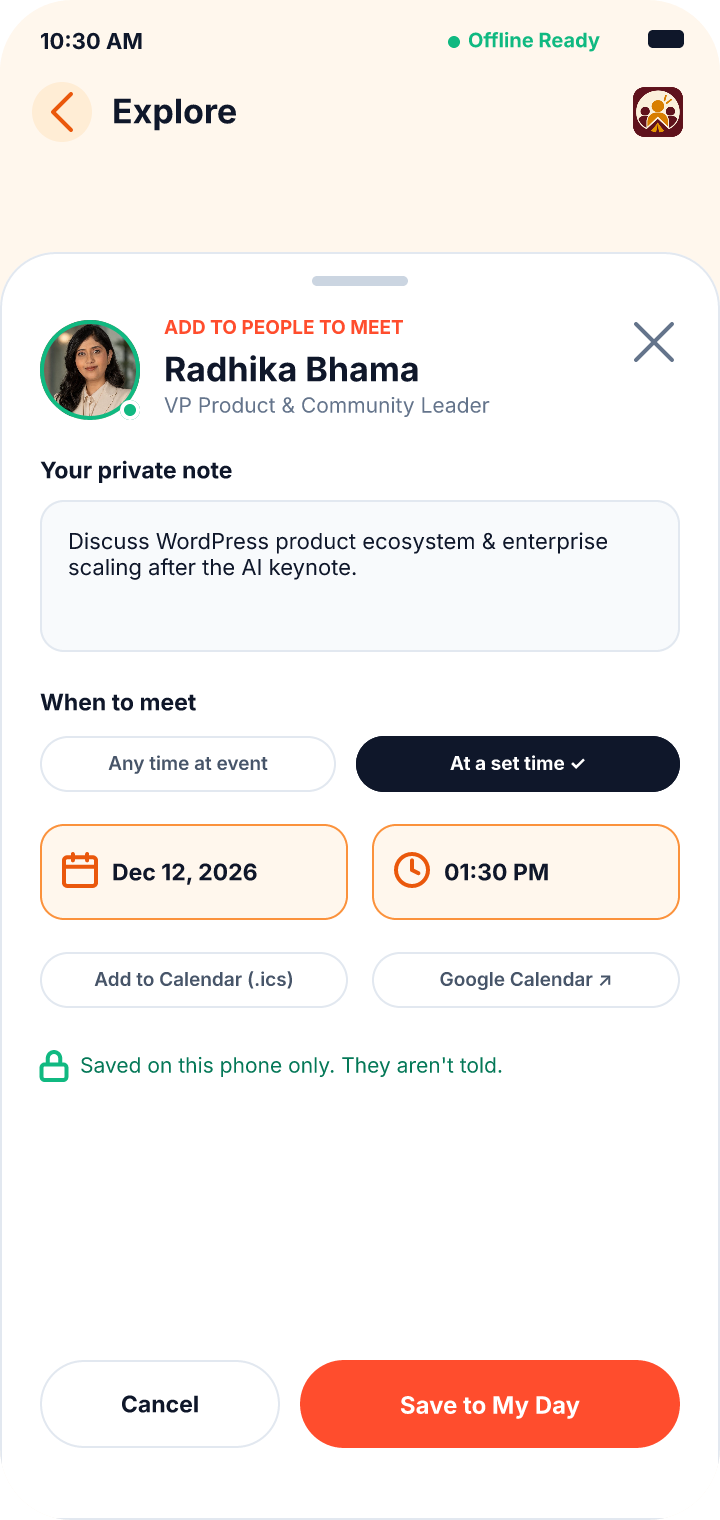 10:30 AM
Offline Ready
Explore
ADD TO PEOPLE TO MEET
Radhika Bhama
VP Product & Community Leader
Your private note
Discuss WordPress product ecosystem & enterprise
scaling after the AI keynote.
When to meet
Any time at event
At a set time ✓
Dec 12, 2026
01:30 PM
Add to Calendar (.ics)
Google Calendar ↗
Saved on this phone only. They aren't told.
Cancel
Save to My Day